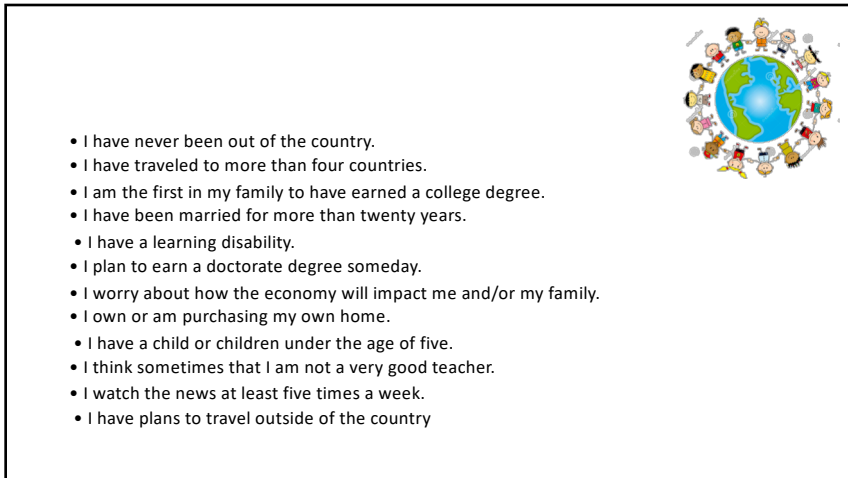 • I have never been out of the country.
• I have traveled to more than four countries.
• I am the first in my family to have earned a college degree.
• I have been married for more than twenty years.
• I have a learning disability.
• I plan to earn a doctorate degree someday.
• I worry about how the economy will impact me and/or my family.
• I own or am purchasing my own home.
• I have a child or children under the age of five.
• I think sometimes that I am not a very good teacher.
• I watch the news at least five times a week.
• I have plans to travel outside of the country